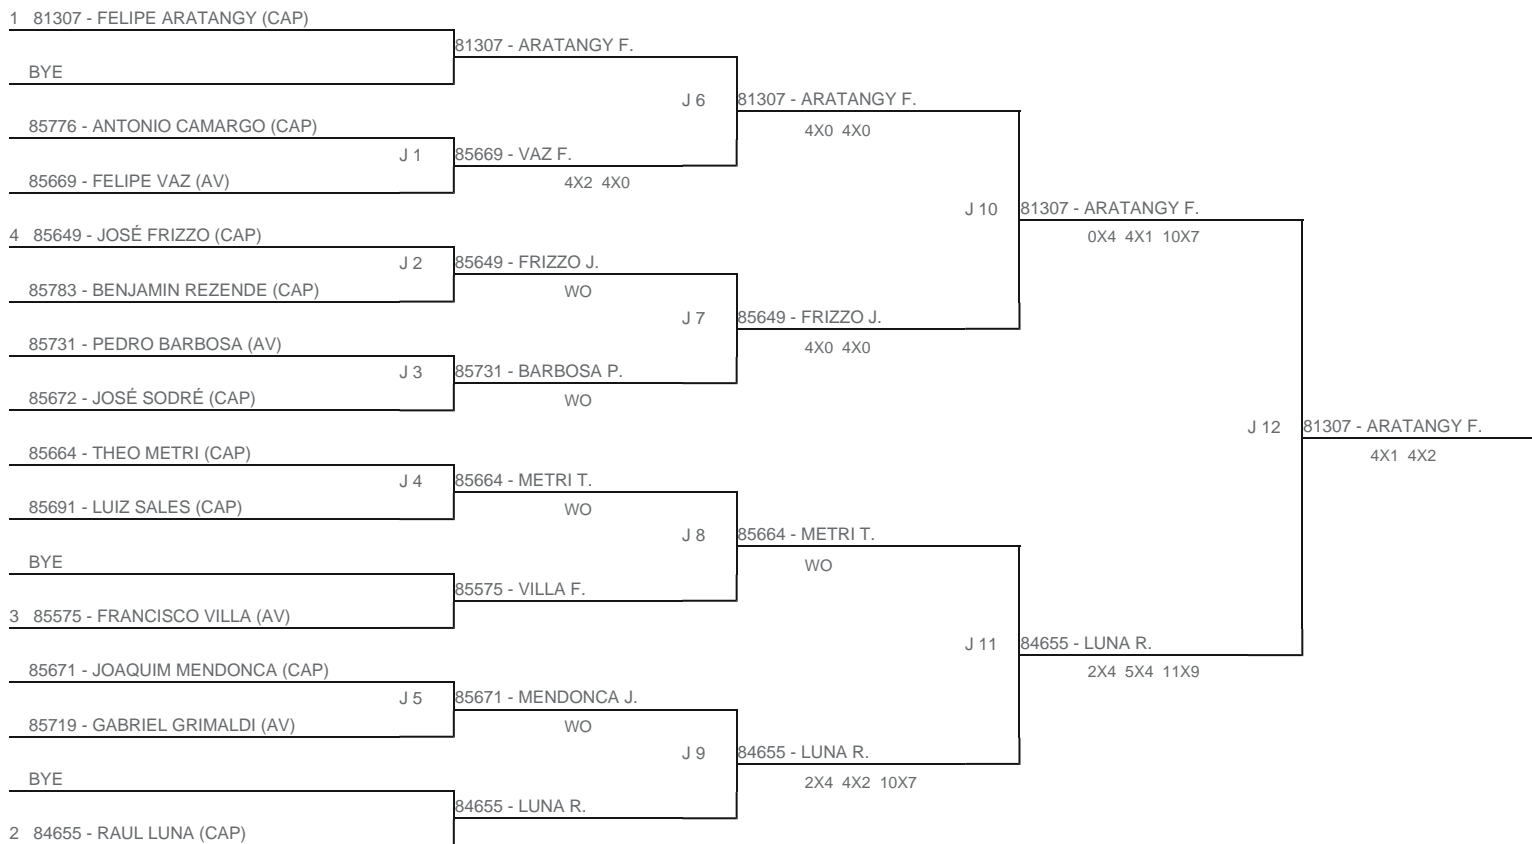 1 81307 - FELIPE ARATANGY (CAP)
81307 - ARATANGY F.
BYE
J 6 81307 - ARATANGY F.
85776 - ANTONIO CAMARGO (CAP)
4X0 4X0
J 1 85669 - VAZ F.
85669 - FELIPE VAZ (AV)
4X2 4X0
J 10 81307 - ARATANGY F.
4 85649 - JOSÉ FRIZZO (CAP)
0X4 4X1 10X7
J 2 85649 - FRIZZO J.
85783 - BENJAMIN REZENDE (CAP)
WO
J 7 85649 - FRIZZO J.
85731 - PEDRO BARBOSA (AV)
4X0 4X0
J 3 85731 - BARBOSA P.
85672 - JOSÉ SODRÉ (CAP)
WO
J 12 81307 - ARATANGY F.
85664 - THEO METRI (CAP)
4X1 4X2
J 4 85664 - METRI T.
85691 - LUIZ SALES (CAP)
WO
J 8 85664 - METRI T.
BYE
WO
85575 - VILLA F.
3 85575 - FRANCISCO VILLA (AV)
J 11 84655 - LUNA R.
85671 - JOAQUIM MENDONCA (CAP)
2X4 5X4 11X9
J 5 85671 - MENDONCA J.
85719 - GABRIEL GRIMALDI (AV)
WO
J 9 84655 - LUNA R.
BYE
2X4 4X2 10X7
84655 - LUNA R.
2 84655 - RAUL LUNA (CAP)